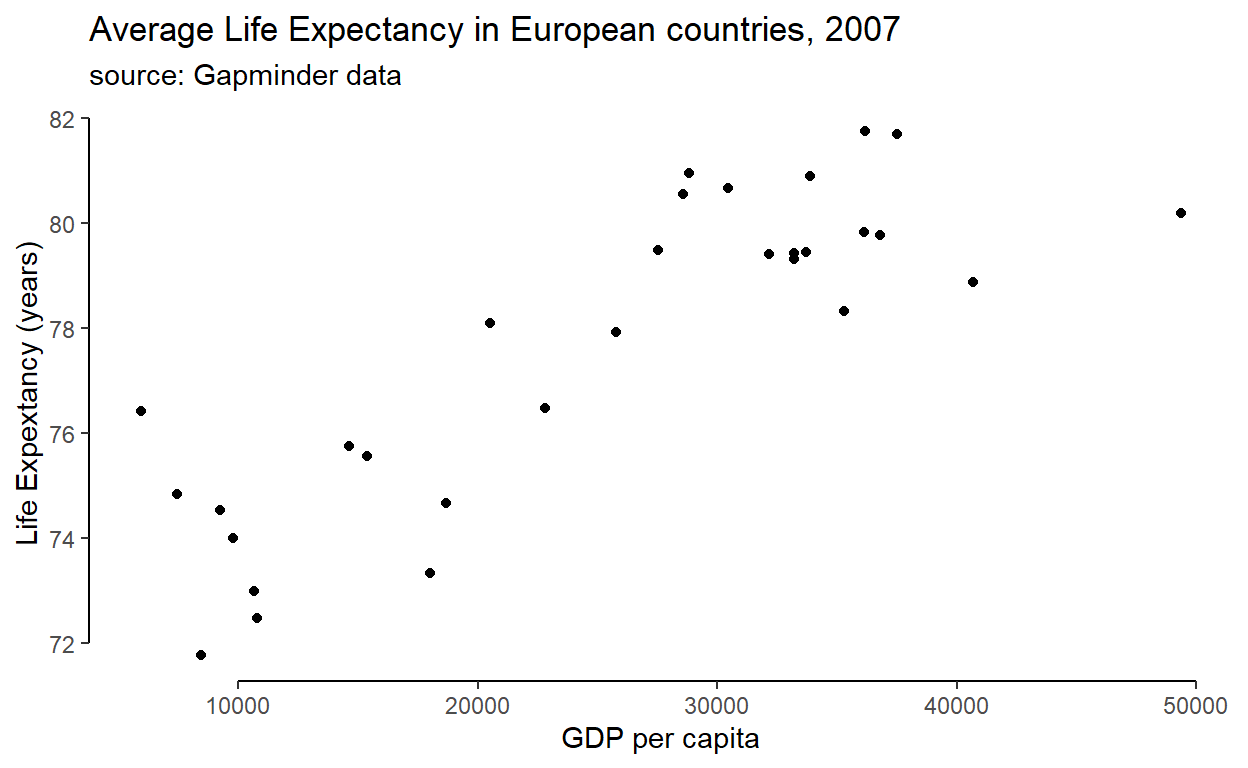 Average Life Expectancy in European countries, 2007
source: Gapminder data
82
80
78
76
74
72
Life Expextancy (years)
10000 20000 30000 40000 50000
GDP per capita